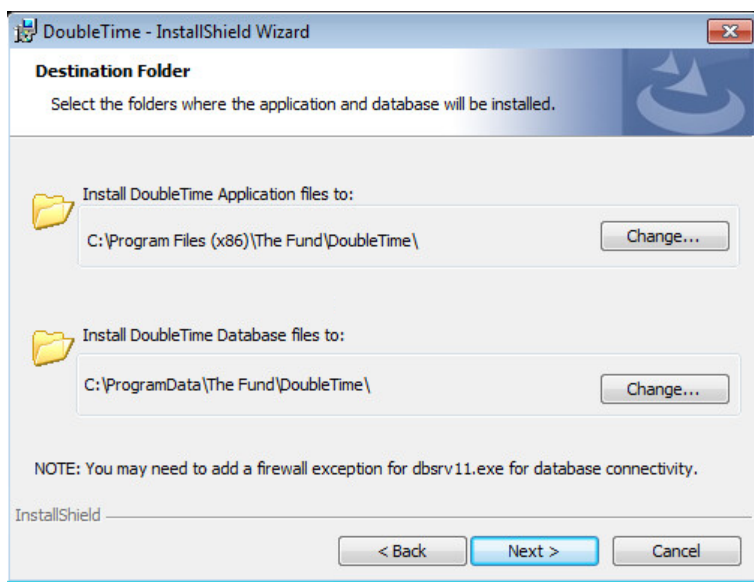 DoubleTime - InstallShield Wizard
Destination Folder
Select the folders where the application and database will be installed.
Install DoubleTime Application files to:
C:\Program Files (x86)\The Fund\DoubleTime\
Change...
Install DoubleTime Database files to:
C:\ProgramData\The Fund\DoubleTime\
Change...
NOTE: You may need to add a firewall exception for dbsrv11.exe for database connectivity.
InstallShield
< Back
Next >
Cancel